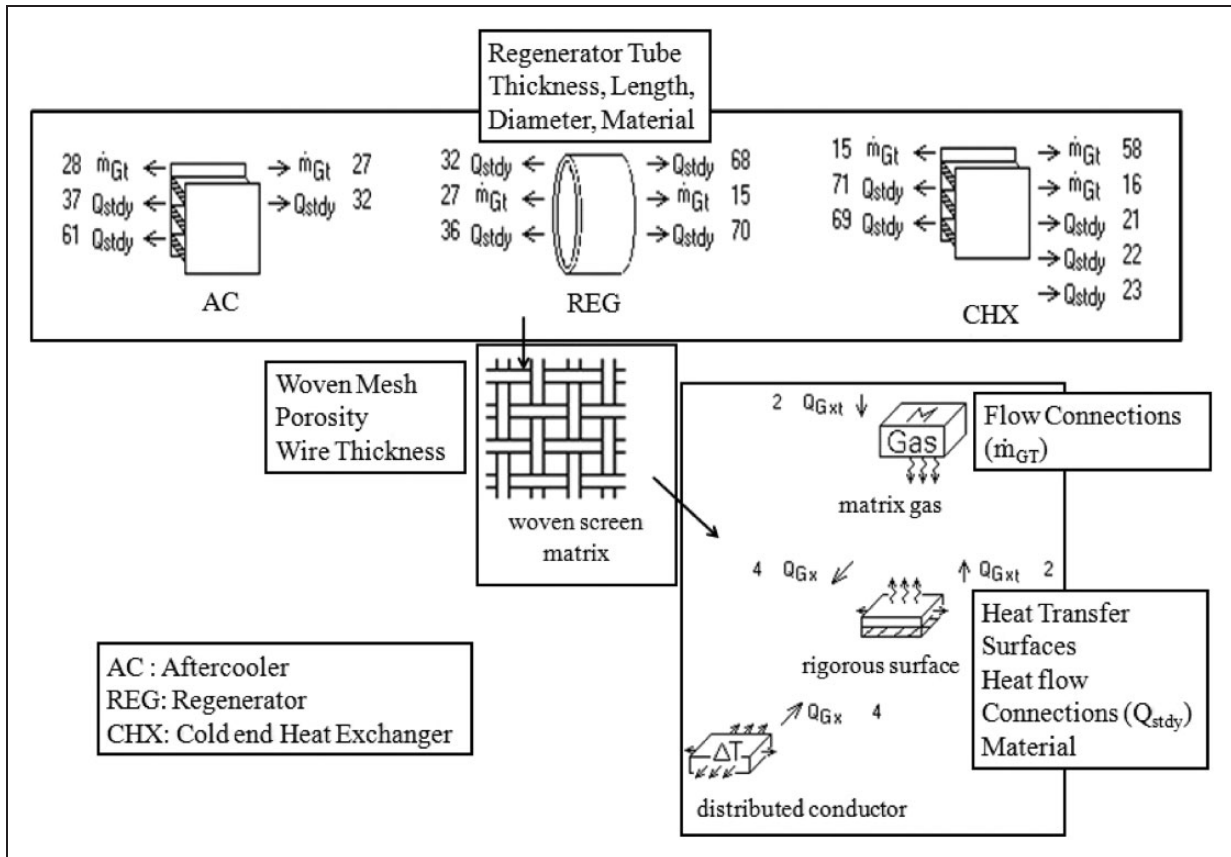 Regenerator Tube
Thickness, Length,
Diameter, Material
28 ṁGt
ṁGt 27
37 Qstdy
Qstdy 32
61 Qstdy
AC
32 Qstdy
Qstdy 68
27 ṁGt
ṁGt 15
36 Qstdy
Qstdy 70
REG
15 ṁGt
ṁGt 58
71 Qstdy
ṁGt 16
69 Qstdy
Qstdy 21
Qstdy 22
Qstdy 23
CHX
Woven Mesh
Porosity
Wire Thickness
woven screen
matrix
2 QGxt
M
Gas
matrix gas
Flow Connections
(ṁGT)
4 QGx
QGxt 2
rigorous surface
Heat Transfer
Surfaces
Heat flow
Connections (Qstdy)
Material
QGx 4
ΔT
distributed conductor
AC : Aftercooler
REG: Regenerator
CHX: Cold end Heat Exchanger